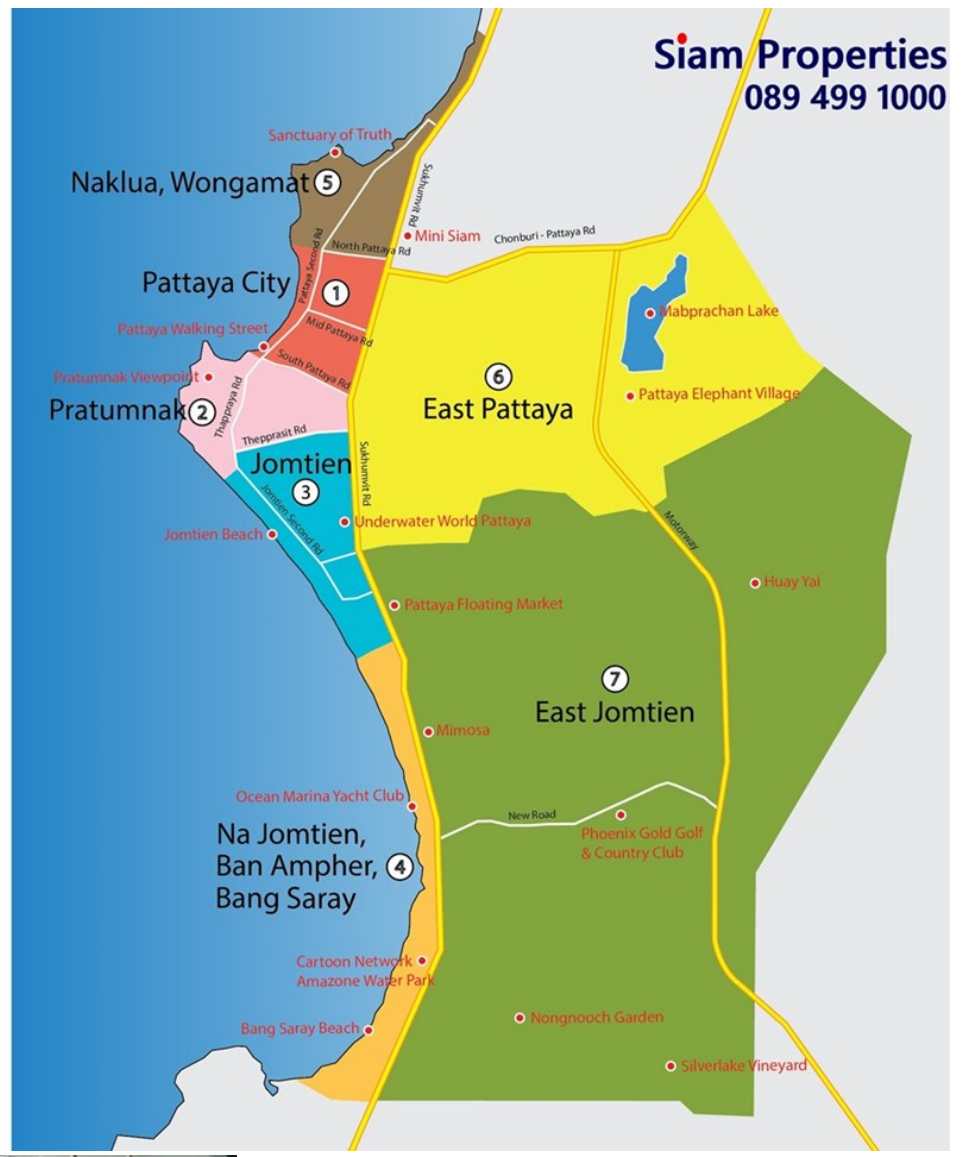 Siam Properties
089 499 1000
Sanctuary of Truth
Naklua, Wongamat 5
Sukhumvit Rd
Mini Siam
Chonburi - Pattaya Rd
North Pattaya Rd
Pattaya Second Rd
Pattaya City
1
Mabprachan Lake
Mid Pattaya Rd
Pattaya Walking Street
South Pattaya Rd
Pratumnak Viewpoint
6
East Pattaya
Pattaya Elephant Village
Pratumnak 2
Thappraya Rd
Thepprasit Rd
Jomtien
3
Sukhumvit Rd
Jomtien Second Rd
Underwater World Pattaya
Jomtien Beach
Motorway
Huay Yai
Pattaya Floating Market
7
East Jomtien
Mimosa
Ocean Marina Yacht Club
New Road
Phoenix Gold Golf
& Country Club
Na Jomtien,
Ban Ampher,
Bang Saray
4
Cartoon Network
Amazone Water Park
Nongnooch Garden
Bang Saray Beach
Silverlake Vineyard